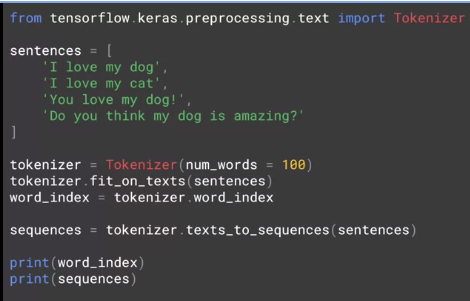 from tensorflow.keras.preprocessing.text import Tokenizer
sentences = [
    'I love my dog',
    'I love my cat',
    'You love my dog!',
    'Do you think my dog is amazing?'
]
tokenizer = Tokenizer(num_words = 100)
tokenizer.fit_on_texts(sentences)
word_index = tokenizer.word_index
sequences = tokenizer.texts_to_sequences(sentences)
print(word_index)
print(sequences)